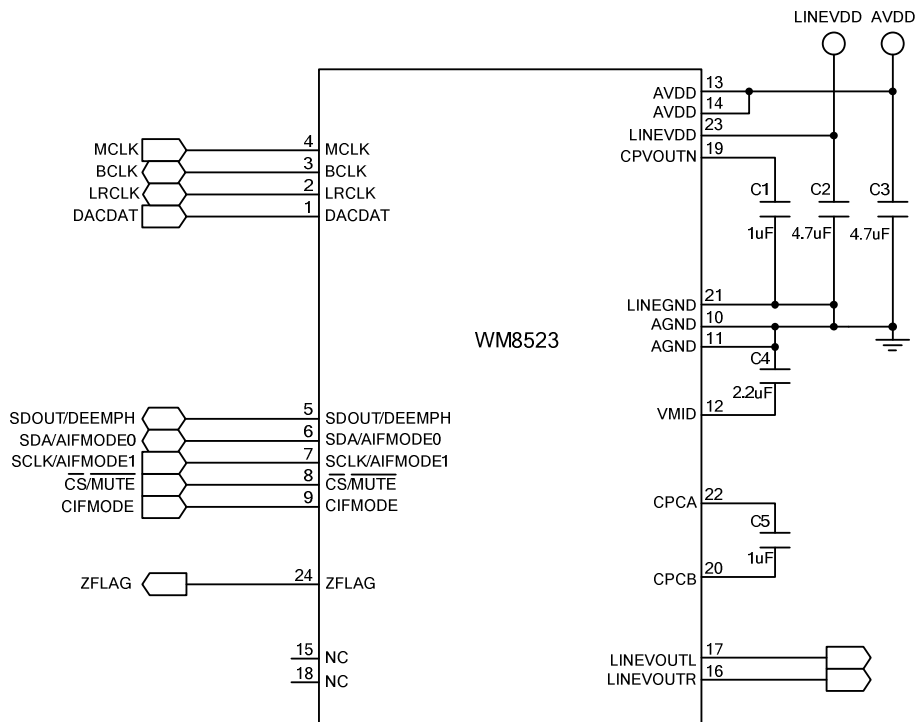 LINEVDD AVDD
13
AVDD
14
AVDD
23
LINEVDD
19
CPVOUTN
MCLK 4 MCLK
BCLK 3 BCLK
LRCLK 2 LRCLK
DACDAT 1 DACDAT
C1 C2 C3
1uF 4.7uF 4.7uF
WM8523
21
LINEGND
10
AGND
11
AGND
C4
2.2uF
12
VMID
SDOUT/DEEMPH 5 SDOUT/DEEMPH
SDA/AIFMODE0 6 SDA/AIFMODE0
SCLK/AIFMODE1 7 SCLK/AIFMODE1
CS/MUTE 8 CS/MUTE
CIFMODE 9 CIFMODE
22
CPCA
C5
1uF
20
CPCB
ZFLAG 24 ZFLAG
15 NC
18 NC
17
LINEVOUTL
16
LINEVOUTR